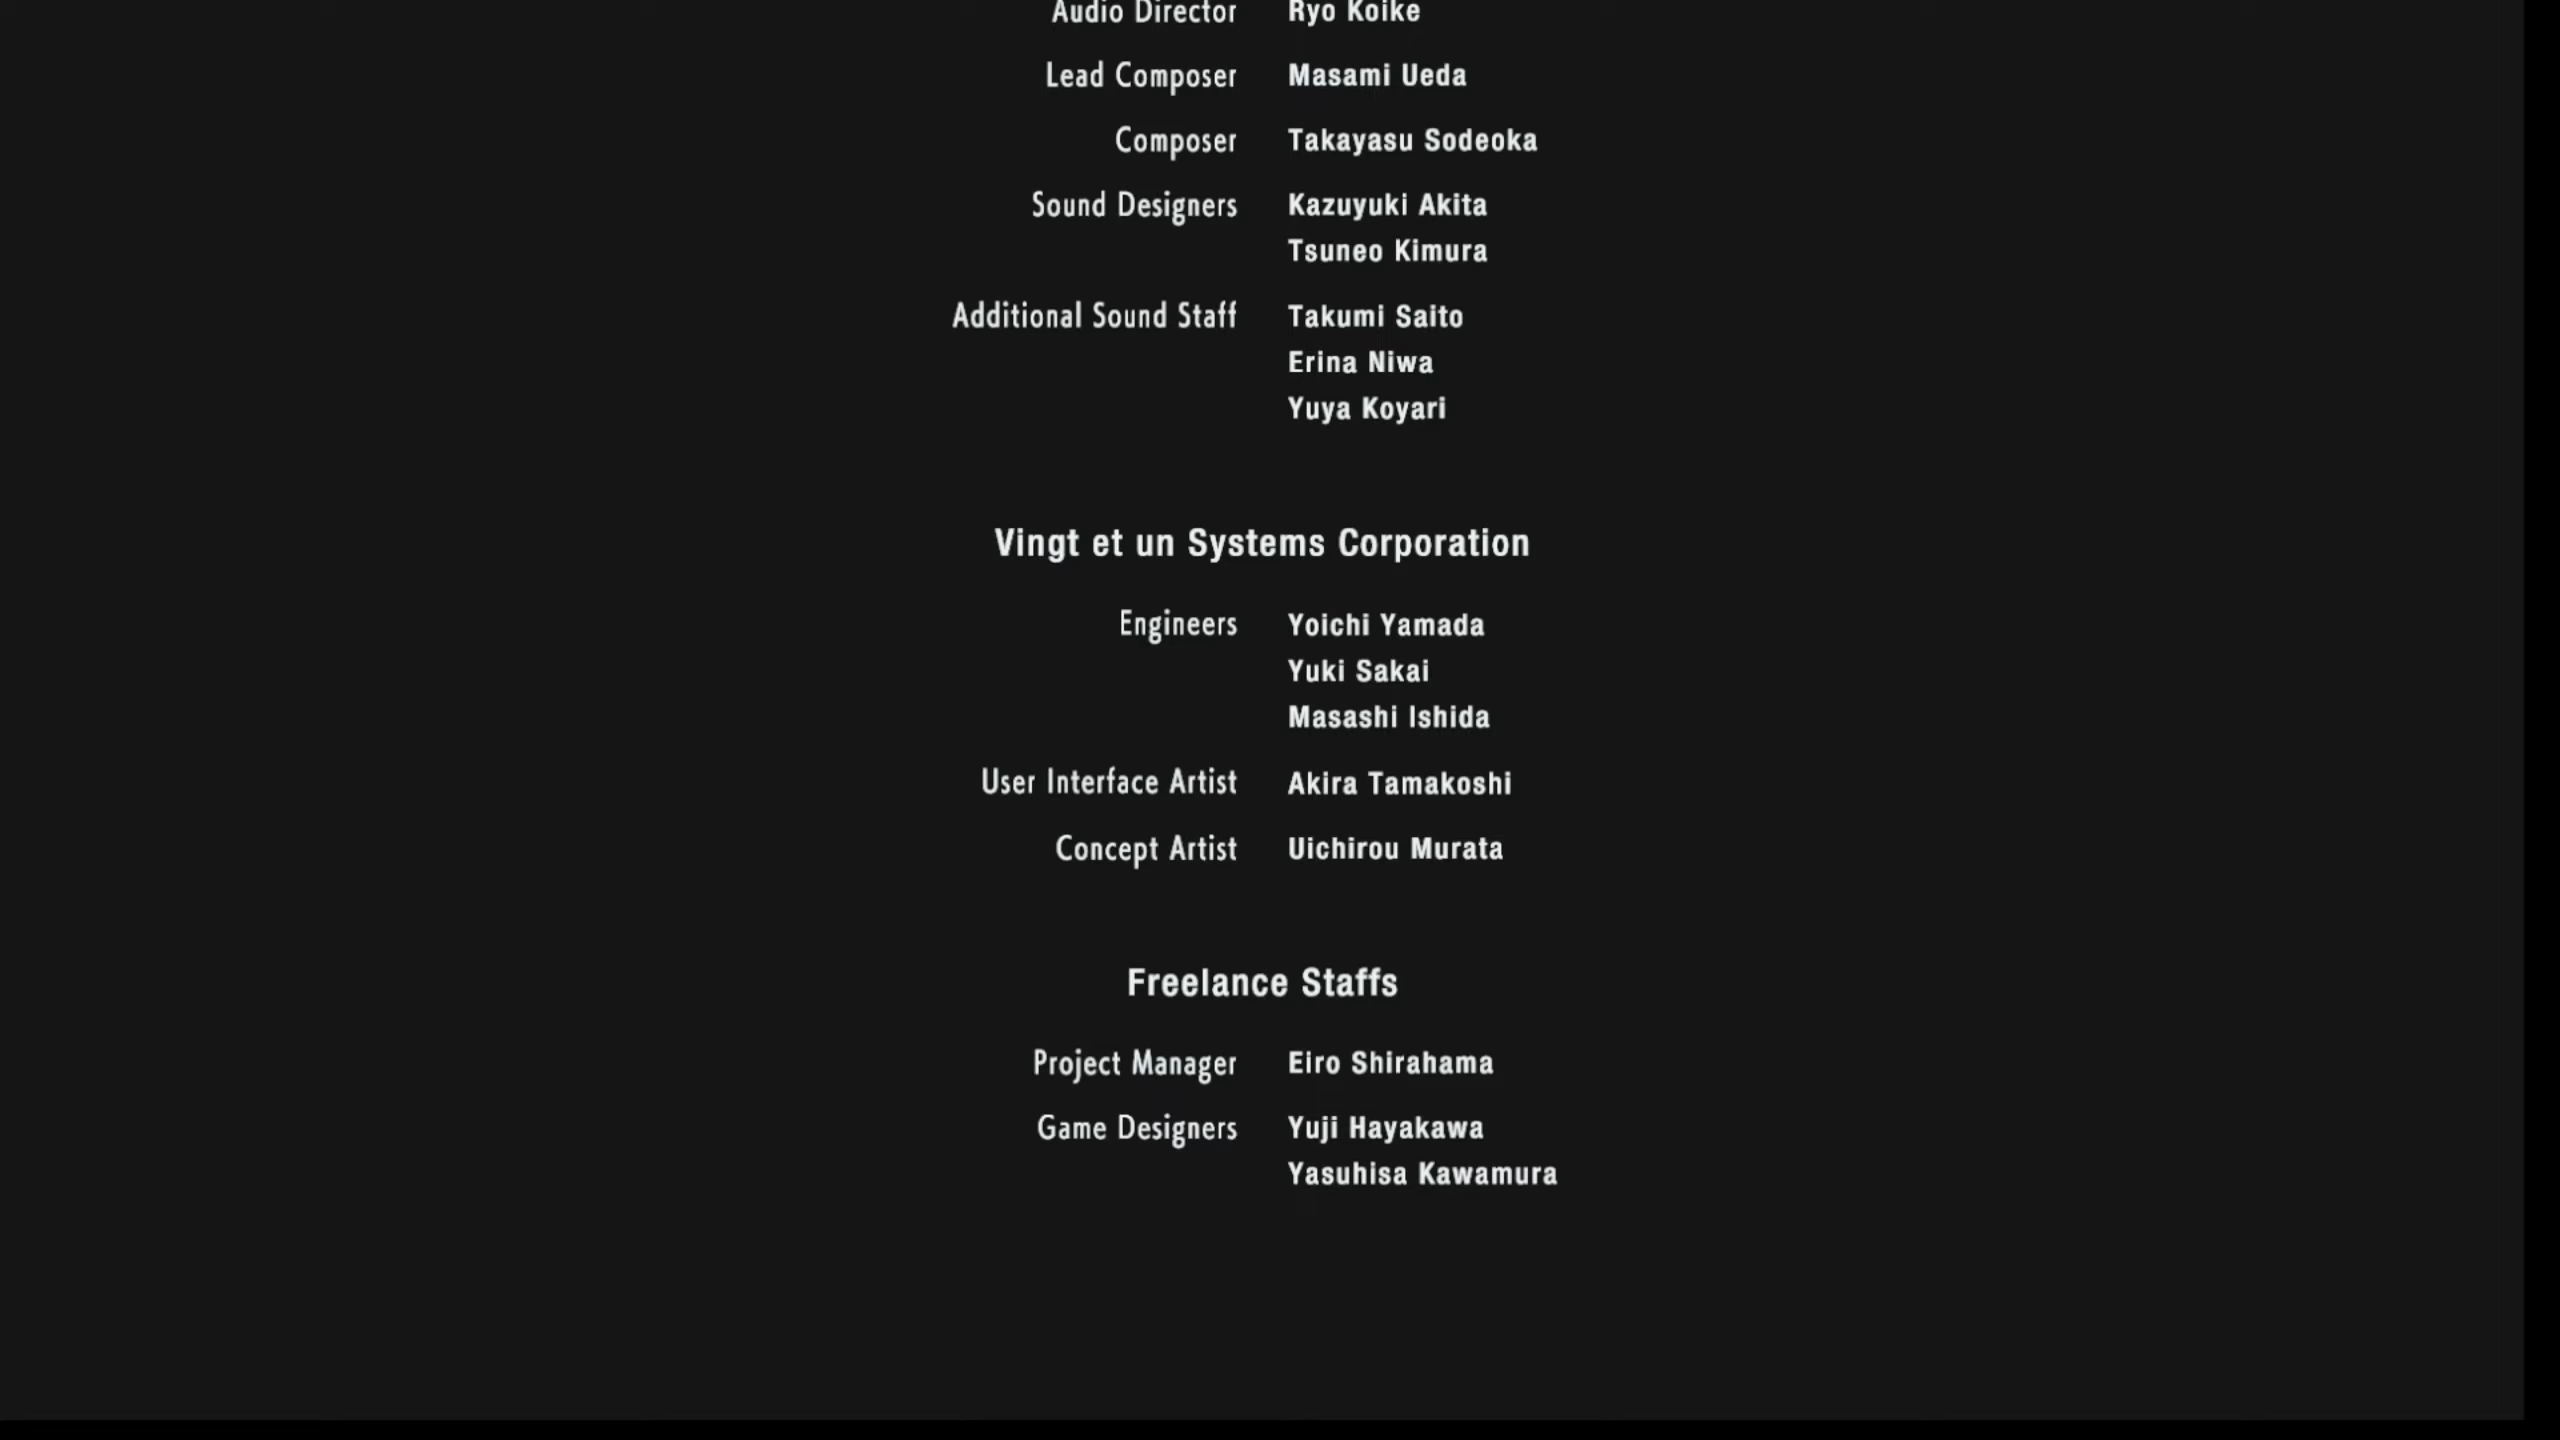 Audio Director Ryo Koike
Lead Composer Masami Ueda
Composer Takayasu Sodeoka
Sound Designers Kazuyuki Akita
Tsuneo Kimura
Additional Sound Staff Takumi Saito
Erina Niwa
Yuya Koyari
Vingt et un Systems Corporation
Engineers Yoichi Yamada
Yuki Sakai
Masashi Ishida
User Interface Artist Akira Tamakoshi
Concept Artist Uichirou Murata
Freelance Staffs
Project Manager Eiro Shirahama
Game Designers Yuji Hayakawa
Yasuhisa Kawamura